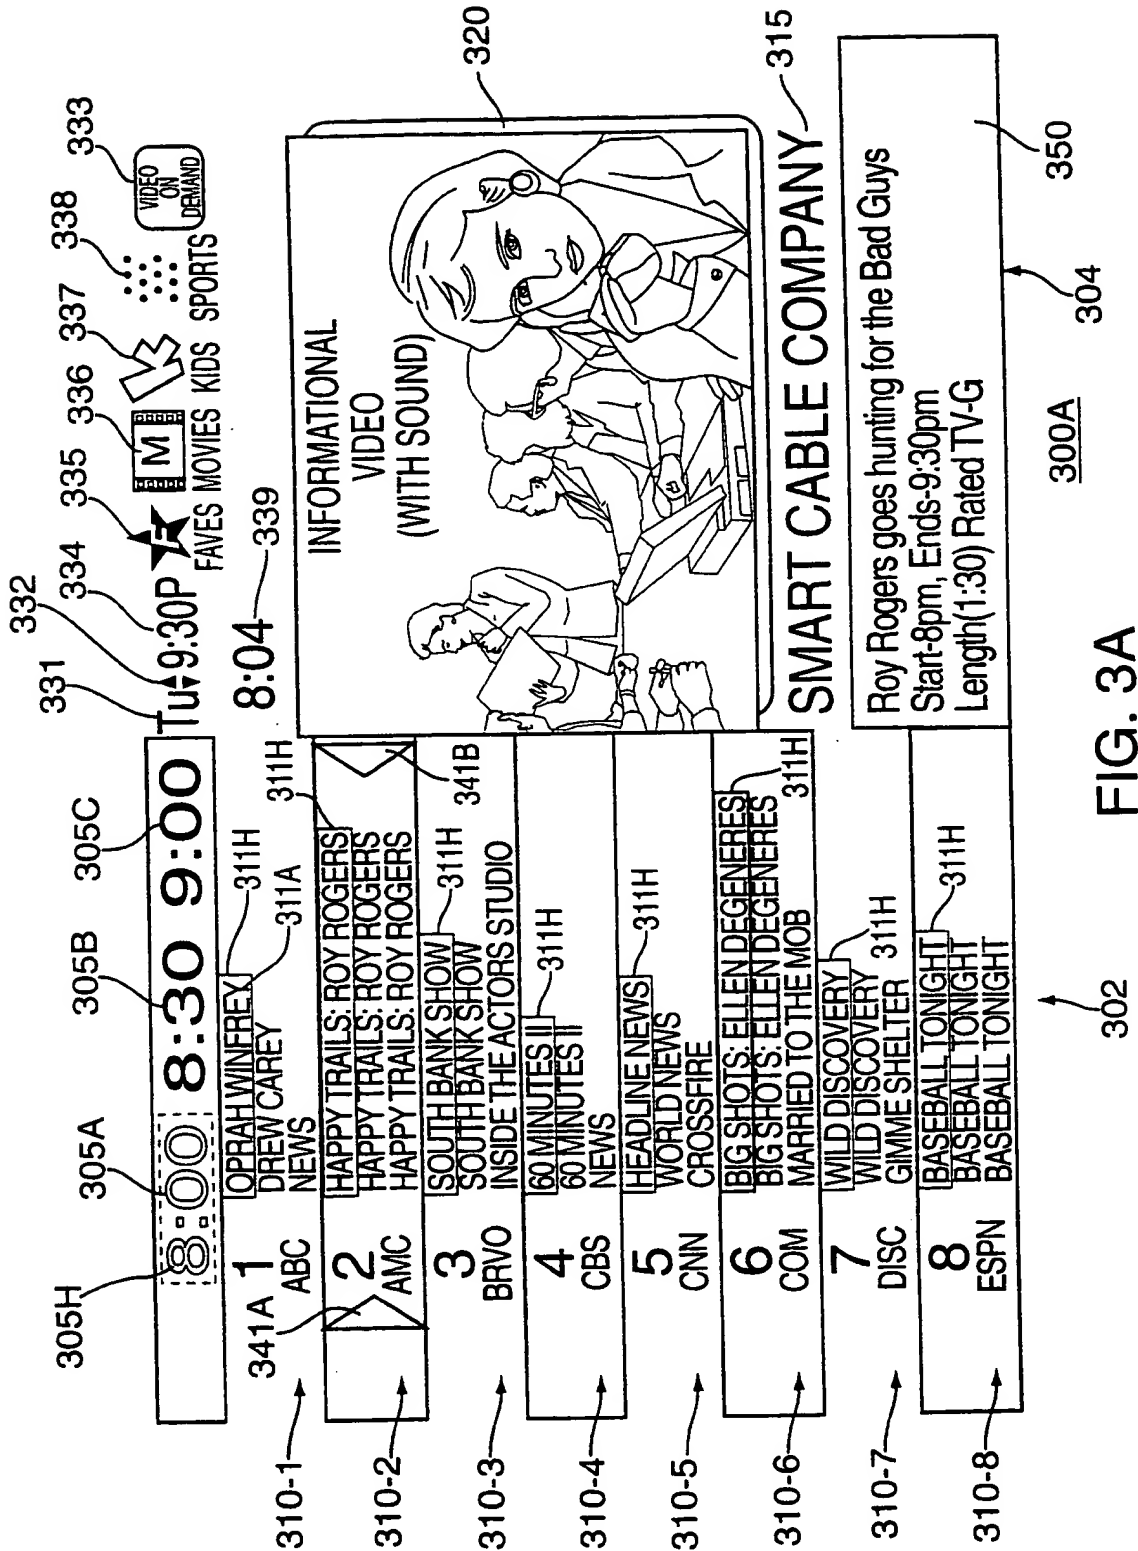 331
332
334
335
336
337
338
333
Tu 9:30P
F
M
VIDEO
ON
DEMAND
FAVES MOVIES KIDS SPORTS
8:04
339
305H
305A
305B
305C
8:00 8:30 9:00
INFORMATIONAL
VIDEO
(WITH SOUND)
320
SMART CABLE COMPANY
315
Roy Rogers goes hunting for the Bad Guys
Start-8pm, Ends-9:30pm
Length(1:30) Rated TV-G
350
304
310-1
1
ABC
OPRAH WINFREY
DREW CAREY
NEWS
311H
311A
341A
310-2
2
AMC
HAPPY TRAILS: ROY ROGERS
HAPPY TRAILS: ROY ROGERS
HAPPY TRAILS: ROY ROGERS
311H
341B
310-3
3
BRVO
SOUTH BANK SHOW
SOUTH BANK SHOW
INSIDE THE ACTORS STUDIO
311H
310-4
4
CBS
60 MINUTES II
60 MINUTES II
NEWS
311H
310-5
5
CNN
HEADLINE NEWS
WORLD NEWS
CROSSFIRE
311H
310-6
6
COM
BIG SHOTS: ELLEN DEGENERES
BIG SHOTS: ELLEN DEGENERES
MARRIED TO THE MOB
311H
310-7
7
DISC
WILD DISCOVERY
WILD DISCOVERY
GIMME SHELTER
311H
310-8
8
ESPN
BASEBALL TONIGHT
BASEBALL TONIGHT
BASEBALL TONIGHT
311H
302
300A
FIG. 3A